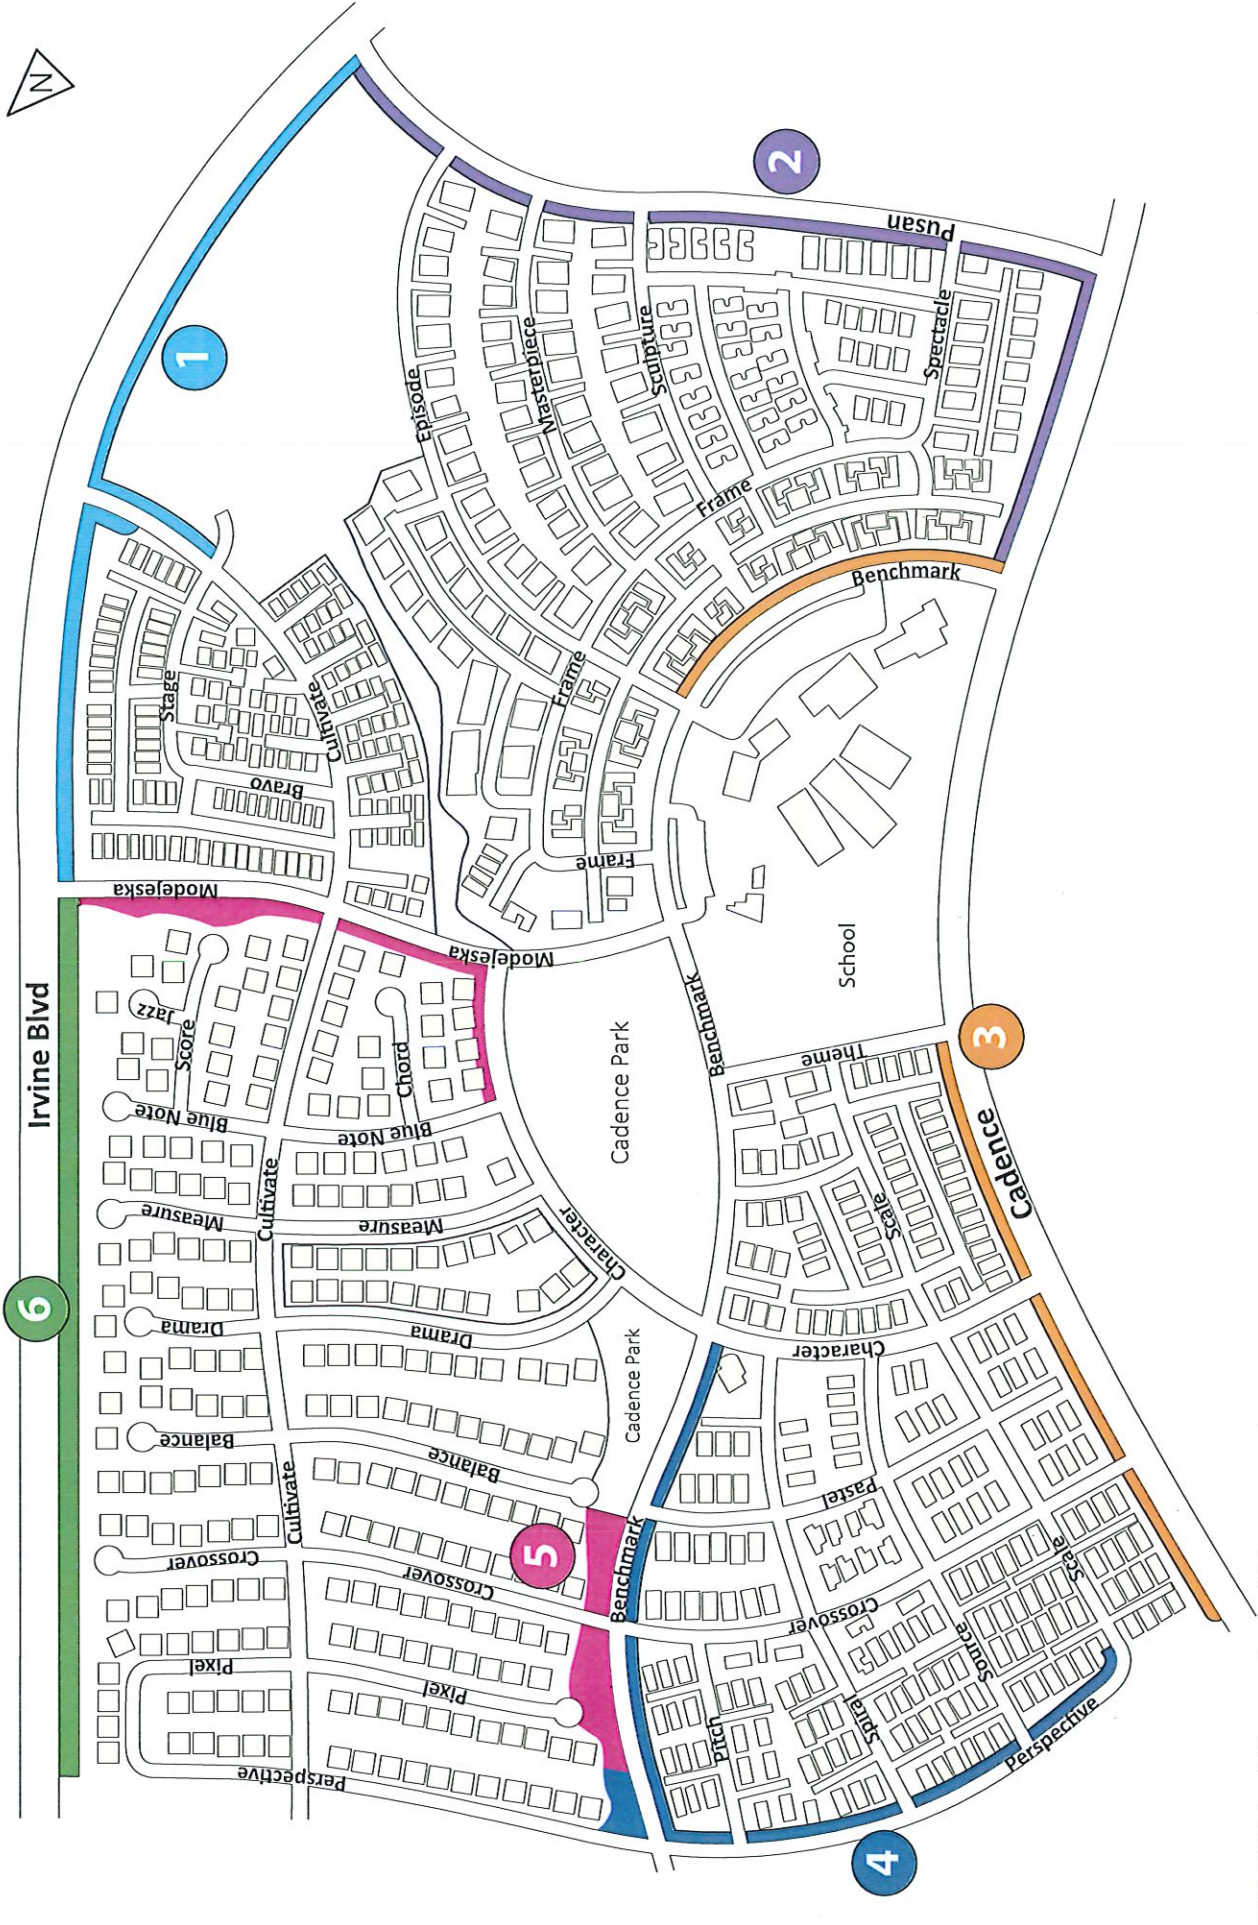 N
1
2
Pusan
Episode
Masterpiece
Sculpture
Spectacle
Frame
Benchmark
Stage
Cultivate
Bravo
Frame
Frame
Modejeska
Irvine Blvd
Modejeska
School
Jazz
Score
Chord
Cadence Park
Benchmark
Theme
3
Cadence
Blue Note
Blue Note
Cultivate
Measure
Measure
Character
Scale
6
Drama
Drama
Cadence Park
Character
Balance
Balance
Cultivate
Pastel
Crossover
Crossover
5
Benchmark
Crossover
Scale
Source
Pixel
Pixel
Pitch
Spiral
Perspective
Perspective
4